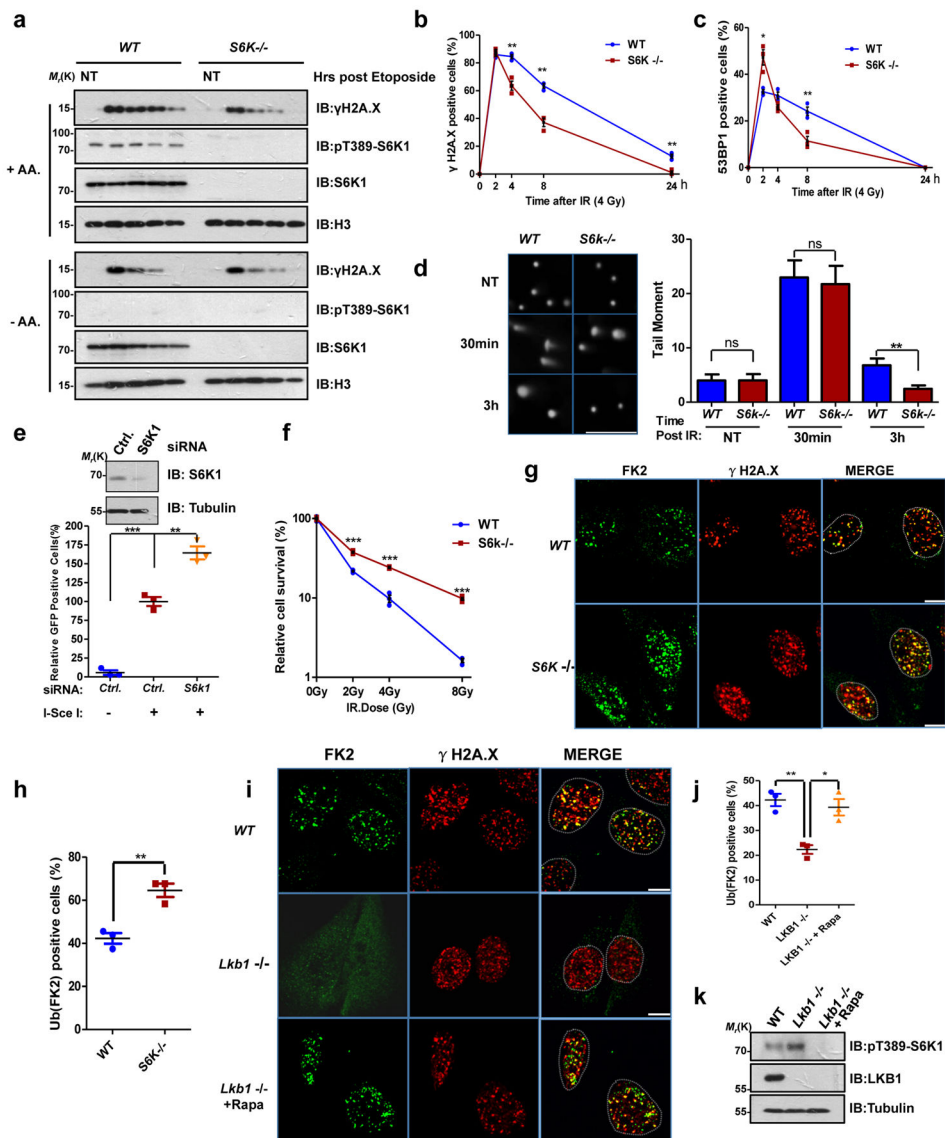 a
WT S6K-/-
Mr(K) NT NT Hrs post Etoposide
+ AA.
15 IB:γH2A.X
100
70 IB:pT389-S6K1
70 IB:S6K1
15 IB:H3
- AA.
15 IB:γH2A.X
100
70 IB:pT389-S6K1
70 IB:S6K1
15 IB:H3
b
γ H2A.X positive cells (%)
100
80
60
40
20
0
** ** **
WT
S6K -/-
0 2 4 8 24 h
Time after IR (4 Gy)
c
53BP1 positive cells (%)
80
60
40
20
0
* **
WT
S6K -/-
0 2 4 8 24 h
Time after IR (4 Gy)
d
WT S6k-/-
NT
30min
3h
Tail Moment
30
20
10
0
ns ns **
WT S6k-/- WT S6k-/- WT S6k-/-
Time
Post IR: NT 30min 3h
e
Ctrl. S6K1 siRNA
Mr(K)
70 IB: S6K1
55 IB: Tubulin
Relative GFP Positive Cells(%)
200
175
150
125
100
75
50
25
0
*** **
siRNA: Ctrl. Ctrl. S6k1
I-Sce I: - + +
f
Relative cell survival (%)
100
10
1
WT
S6k-/-
*** *** ***
0Gy 2Gy 4Gy 8Gy
IR.Dose (Gy)
g
FK2 γ H2A.X MERGE
WT
S6K -/-
h
Ub(FK2) positive cells (%)
80
60
40
20
0
**
WT S6K-/-
i
FK2 γ H2A.X MERGE
WT
Lkb1 -/-
Lkb1 -/-
+Rapa
j
Ub(FK2) positive cells (%)
50
40
30
20
10
0
** *
WT LKB1 -/- LKB1 -/- + Rapa
k
WT Lkb1 -/- Lkb1 -/- + Rapa
Mr(K)
70 IB:pT389-S6K1
55 IB:LKB1
55 IB:Tubulin